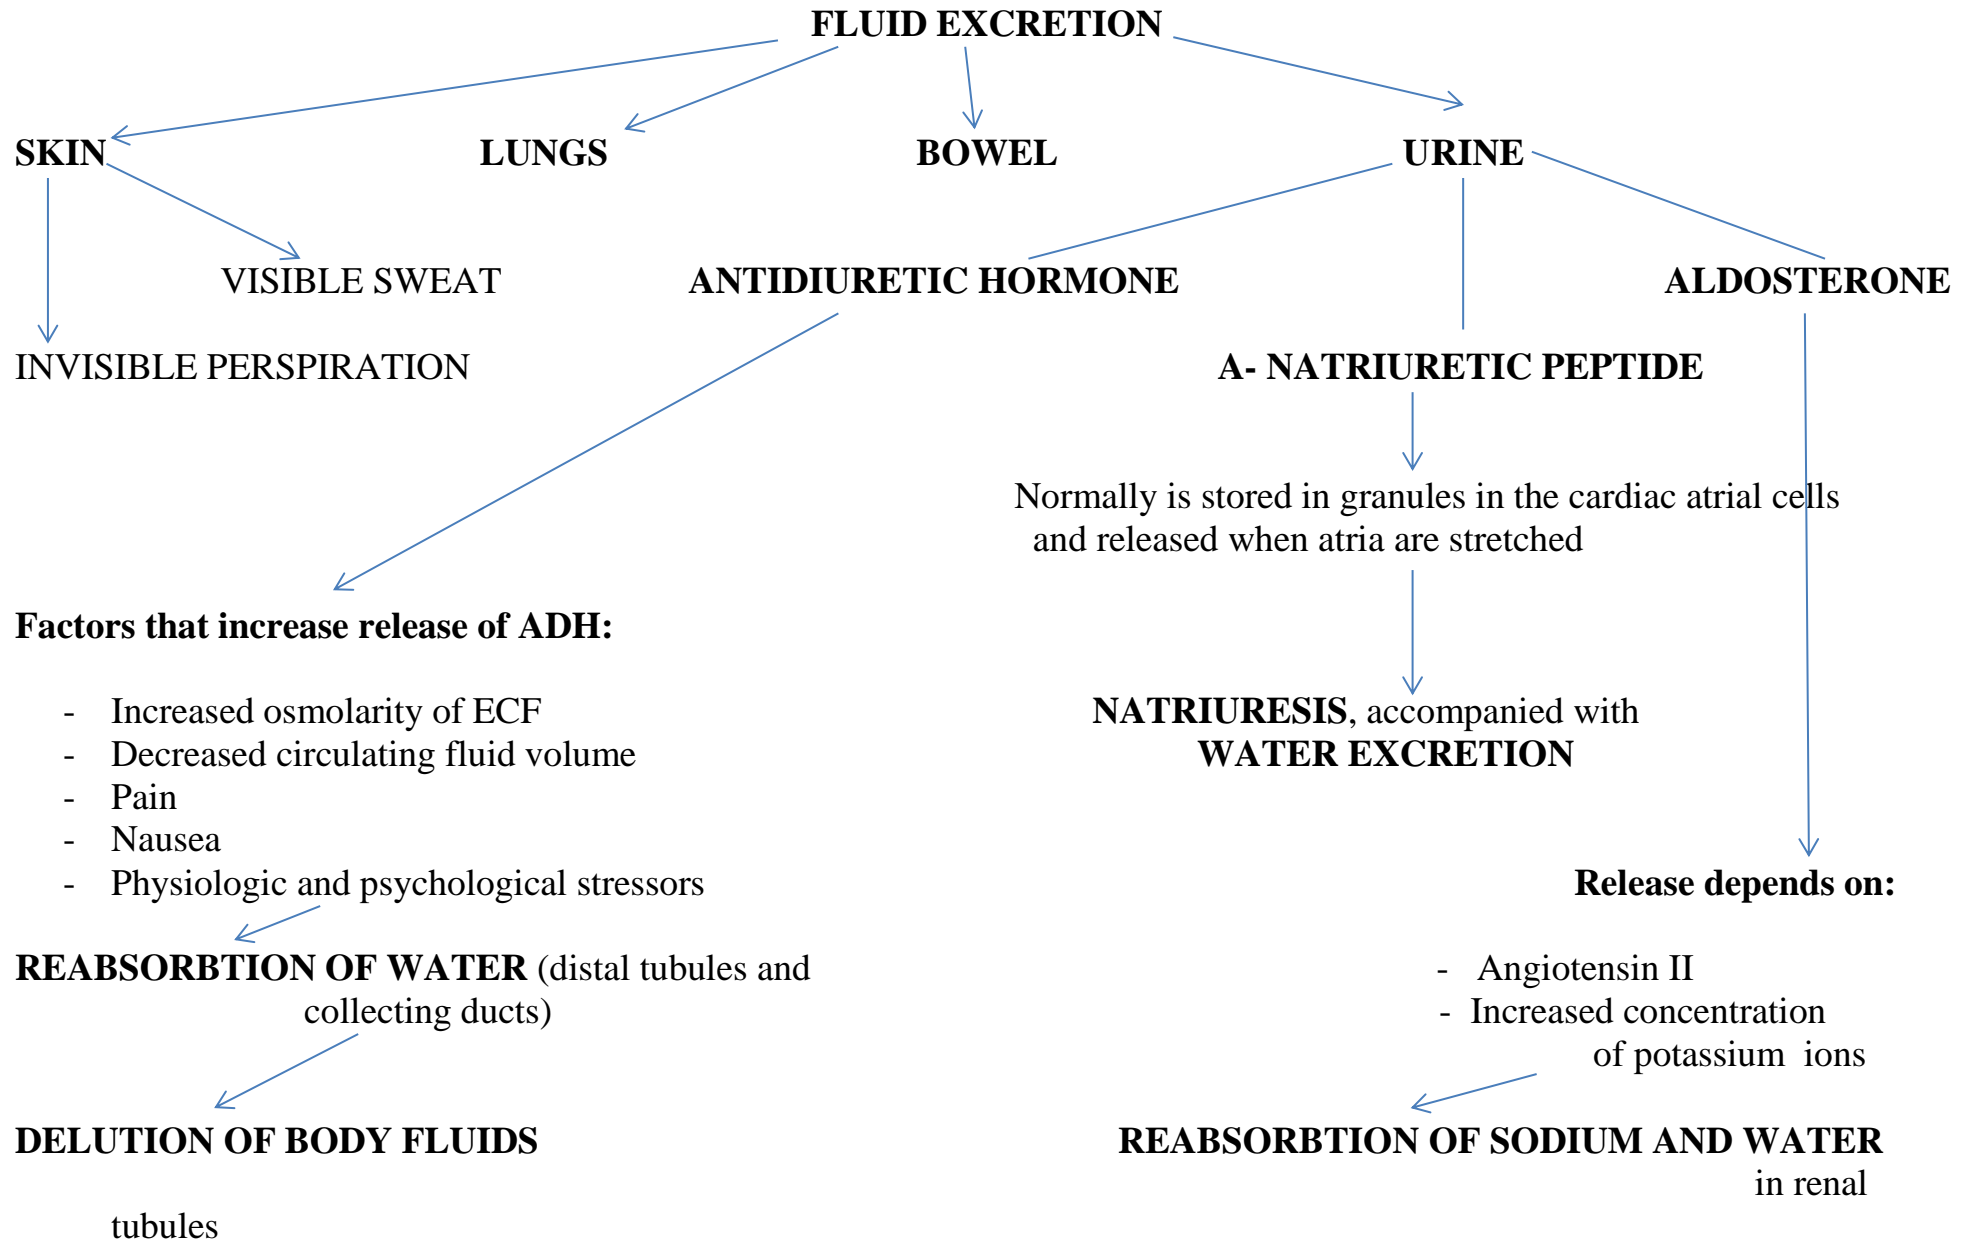 FLUID EXCRETION
SKIN LUNGS BOWEL URINE
VISIBLE SWEAT ANTIDIURETIC HORMONE ALDOSTERONE
INVISIBLE PERSPIRATION A- NATRIURETIC PEPTIDE
Normally is stored in granules in the cardiac atrial cells
and released when atria are stretched
Factors that increase release of ADH:
- Increased osmolarity of ECF NATRIURESIS, accompanied with
- Decreased circulating fluid volume WATER EXCRETION
- Pain
- Nausea
- Physiologic and psychological stressors Release depends on:
REABSORBTION OF WATER (distal tubules and - Angiotensin II
collecting ducts) - Increased concentration
of potassium ions
DELUTION OF BODY FLUIDS REABSORBTION OF SODIUM AND WATER
in renal
tubules